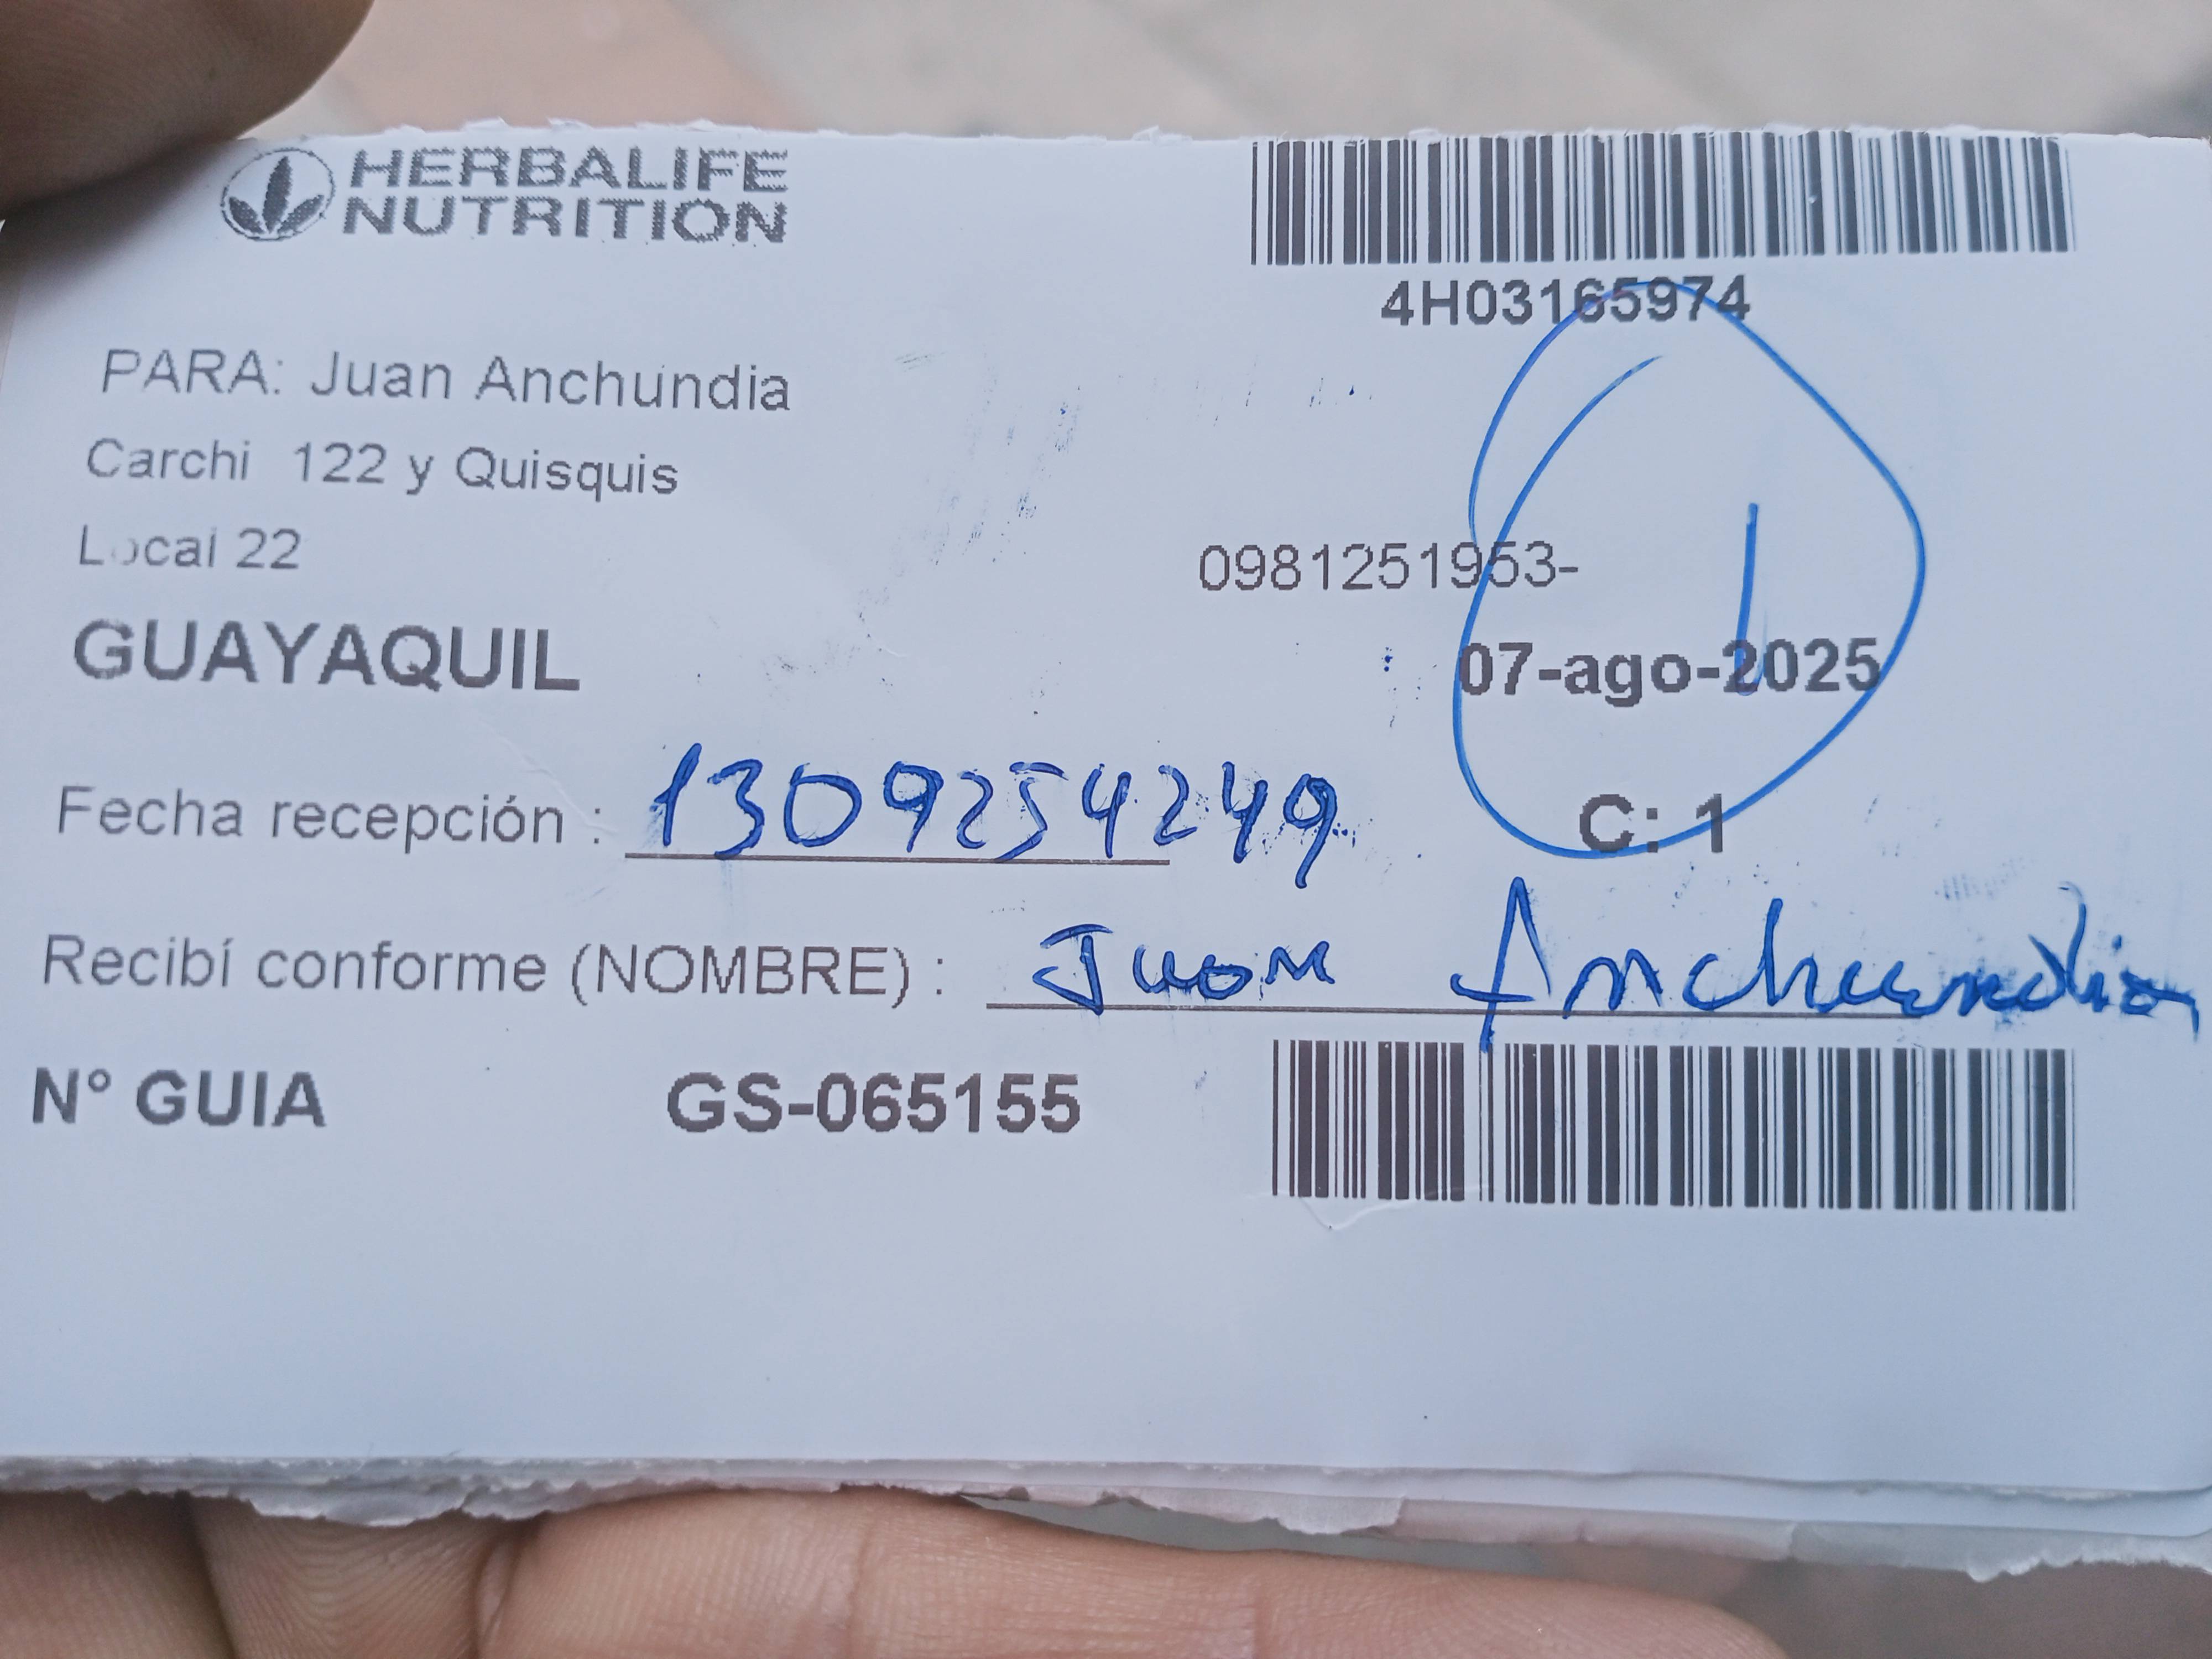 HERBALIFE
NUTRITION
4H03165974
PARA: Juan Anchundia
Carchi 122 y Quisquis
Local 22
0981251953-
GUAYAQUIL
07-ago-2025
Fecha recepción : 1309254249
C: 1
Recibí conforme (NOMBRE) : Juan Anchundia
N° GUIA GS-065155